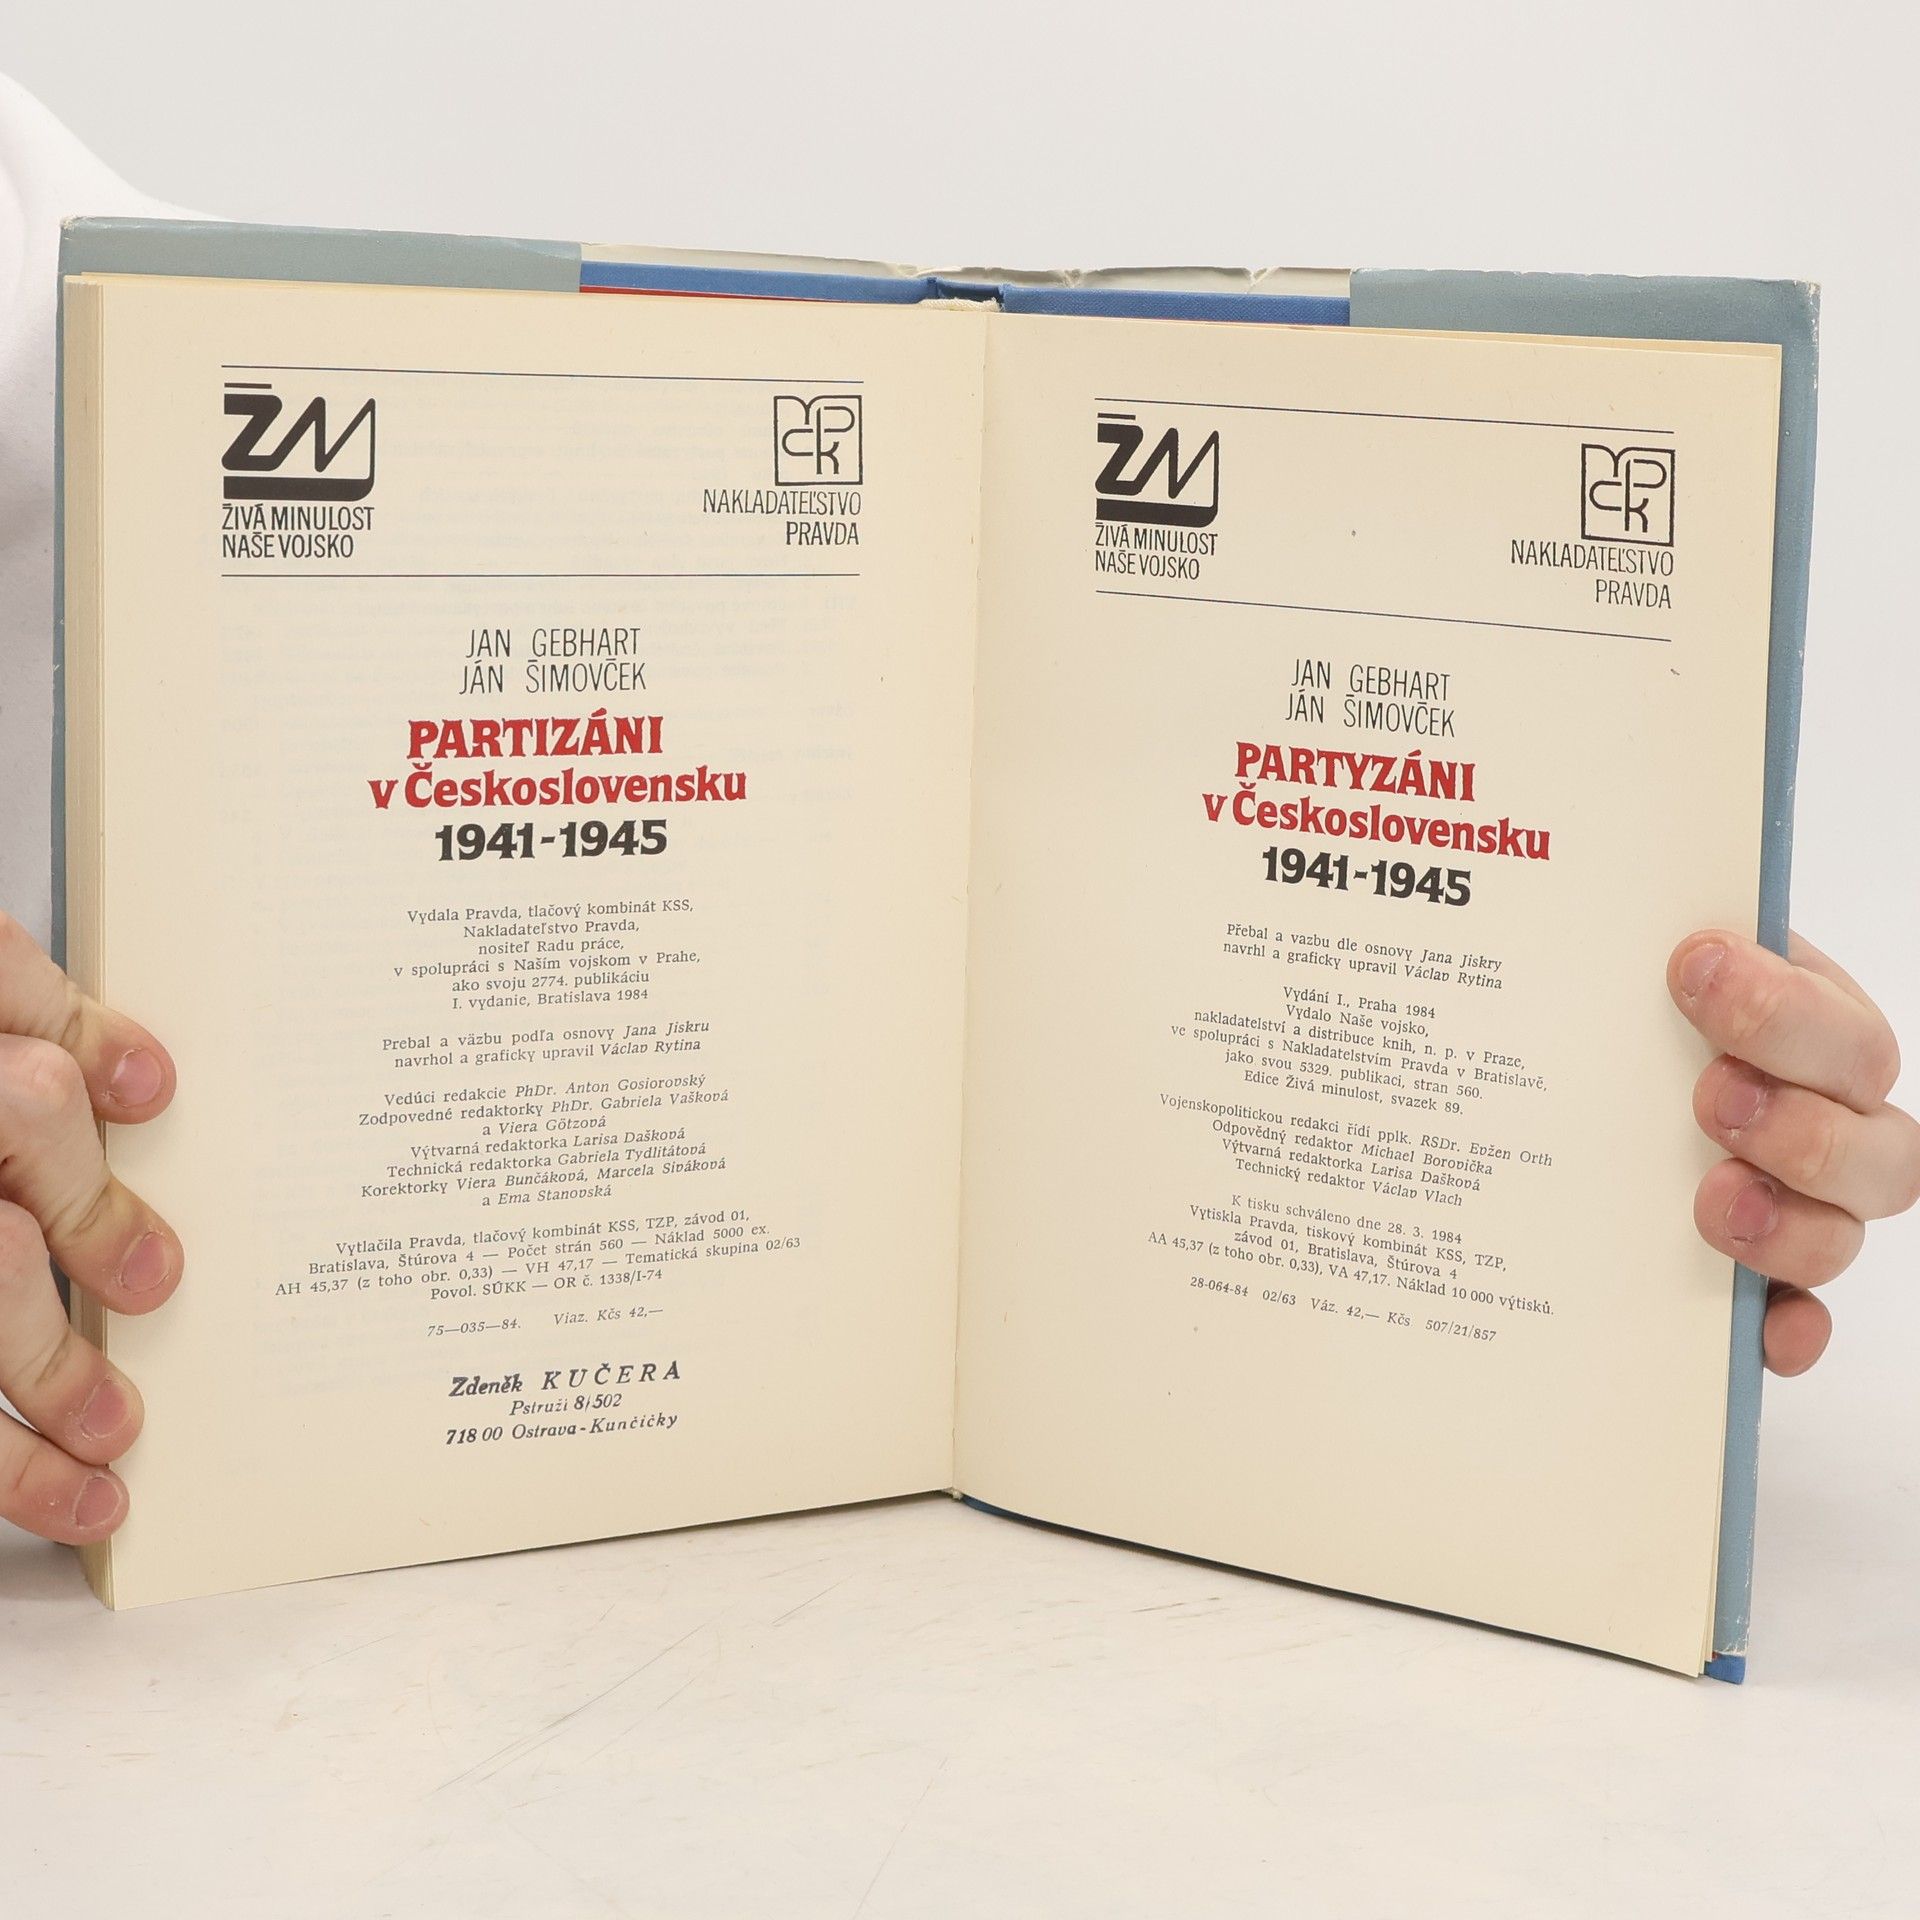 ŽM
ŽIVÁ MINULOST
NAŠE VOJSKO
NAKLADATEĽSTVO
PRAVDA
JAN GEBHART
JÁN ŠIMOVČEK
PARTIZÁNI
v Československu
1941-1945
Vydala Pravda, tlačový kombinát KSS,
Nakladateľstvo Pravda,
nositeľ Radu práce,
v spolupráci s Naším vojskom v Prahe,
ako svoju 2774. publikáciu
I. vydanie, Bratislava 1984
Prebal a väzbu podľa osnovy Jana Jiskru
navrhol a graficky upravil Václav Rytina
Vedúci redakcie PhDr. Anton Gosiorovský
Zodpovedné redaktorky PhDr. Gabriela Vašková
a Viera Götzová
Výtvarná redaktorka Larisa Dašková
Technická redaktorka Gabriela Tydlitátová
Korektorky Viera Bunčáková, Marcela Siváková
a Ema Stanovská
Vytlačila Pravda, tlačový kombinát KSS, TZP, závod 01,
Bratislava, Štúrova 4 — Počet strán 560 — Náklad 5000 ex.
AH 45,37 (z toho obr. 0,33) — VH 47,17 — Tematická skupina 02/63
Povol. SÚKK — OR č. 1338/I-74
75—035—84. Viaz. Kčs 42,—
Zdeněk KUČERA
Pstruží 8/502
718 00 Ostrava-Kunčičky
ŽM
ŽIVÁ MINULOST
NAŠE VOJSKO
NAKLADATEĽSTVO
PRAVDA
JAN GEBHART
JÁN ŠIMOVČEK
PARTYZÁNI
v Československu
1941-1945
Přebal a vazbu dle osnovy Jana Jiskry
navrhl a graficky upravil Václav Rytina
Vydání I., Praha 1984
Vydalo Naše vojsko,
nakladatelství a distribuce knih, n. p. v Praze,
ve spolupráci s Nakladatelstvím Pravda v Bratislavě,
jako svou 5329. publikaci, stran 560.
Edice Živá minulost, svazek 89.
Vojenskopolitickou redakci řídí pplk. RSDr. Evžen Orth
Odpovědný redaktor Michael Borovička
Výtvarná redaktorka Larisa Dašková
Technický redaktor Václav Vlach
K tisku schváleno dne 28. 3. 1984
Vytiskla Pravda, tiskový kombinát KSS, TZP,
závod 01, Bratislava, Štúrova 4
AA 45,37 (z toho obr. 0,33), VA 47,17. Náklad 10 000 výtisků.
28-064-84 02/63 Váz. 42,— Kčs 507/21/857